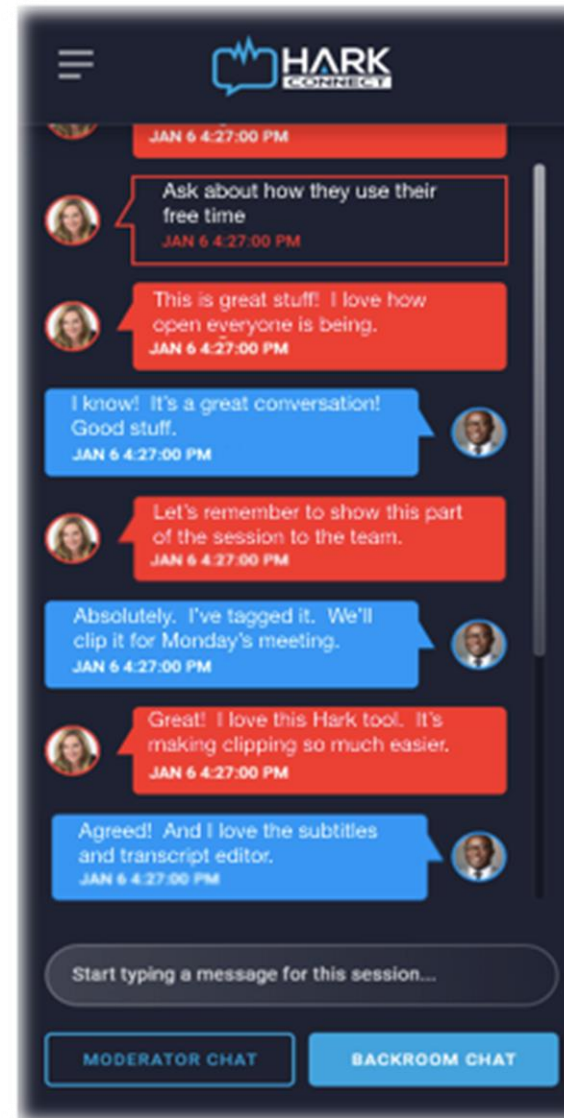 HARK
CONNECT
JAN 6 4:27:00 PM
Ask about how they use their
free time
JAN 6 4:27:00 PM
This is great stuff!  I love how
open everyone is being.
JAN 6 4:27:00 PM
I know!  It's a great conversation!
Good stuff.
JAN 6 4:27:00 PM
Let's remember to show this part
of the session to the team.
JAN 6 4:27:00 PM
Absolutely.  I've tagged it.  We'll
clip it for Monday's meeting.
JAN 6 4:27:00 PM
Great!  I love this Hark tool.  It's
making clipping so much easier.
JAN 6 4:27:00 PM
Agreed!  And I love the subtitles
and transcript editor.
JAN 6 4:27:00 PM
Start typing a message for this session...
MODERATOR CHAT
BACKROOM CHAT